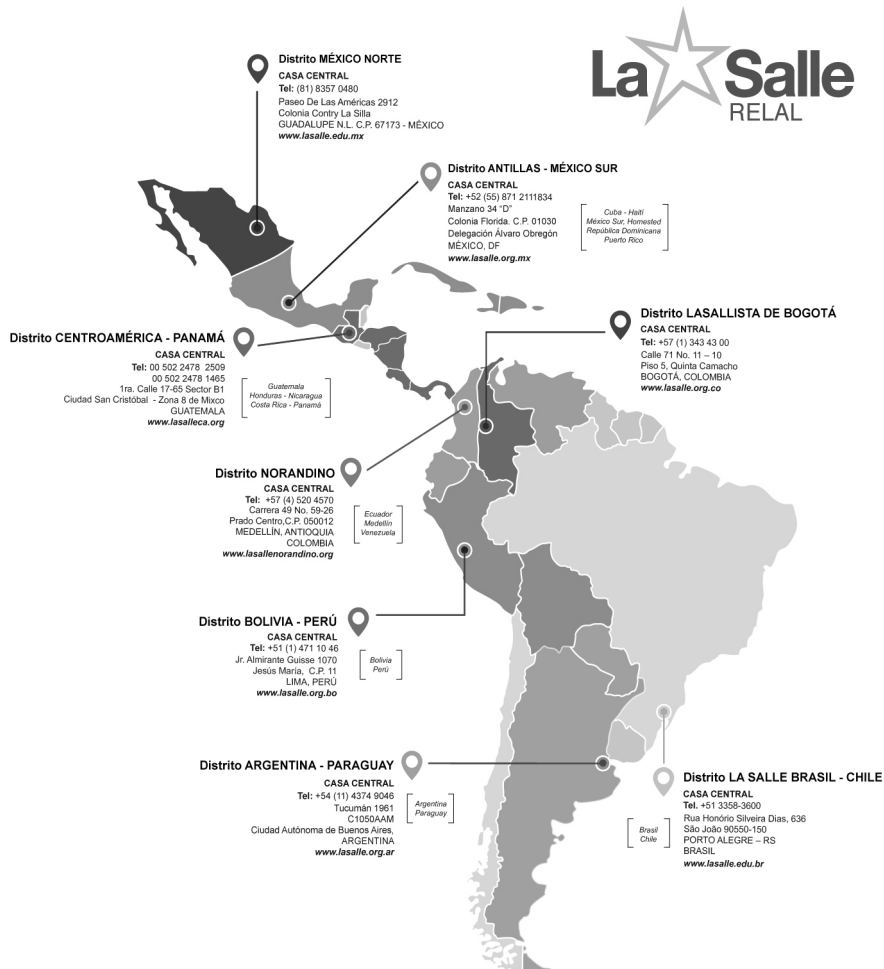 La Salle
RELAL
Distrito MÉXICO NORTE
CASA CENTRAL
Tel: (81) 8357 0480
Paseo De Las Américas 2912
Colonia Contry La Silla
GUADALUPE N.L. C.P. 67173 - MÉXICO
www.lasalle.edu.mx
Distrito ANTILLAS - MÉXICO SUR
CASA CENTRAL
Tel: +52 (55) 871 2111834
Manzano 34 “D”
Colonia Florida. C.P. 01030
Delegación Álvaro Obregón
MÉXICO, DF
www.lasalle.org.mx
Cuba - Haití
México Sur, Homested
República Dominicana
Puerto Rico
Distrito LASALLISTA DE BOGOTÁ
CASA CENTRAL
Tel: +57 (1) 343 43 00
Calle 71 No. 11 – 10
Piso 5, Quinta Camacho
BOGOTÁ, COLOMBIA
www.lasalle.org.co
Distrito CENTROAMÉRICA - PANAMÁ
CASA CENTRAL
Tel: 00 502 2478 2509
00 502 2478 1465
1ra. Calle 17-65 Sector B1
Ciudad San Cristóbal - Zona 8 de Mixco
GUATEMALA
www.lasalleca.org
Guatemala
Honduras - Nicaragua
Costa Rica - Panamá
Distrito NORANDINO
CASA CENTRAL
Tel: +57 (4) 520 4570
Carrera 49 No. 59-26
Prado Centro,C.P. 050012
MEDELLÍN, ANTIOQUIA
COLOMBIA
www.lasallenorandino.org
Ecuador
Medellín
Venezuela
Distrito BOLIVIA - PERÚ
CASA CENTRAL
Tel: +51 (1) 471 10 46
Jr. Almirante Guisse 1070
Jesús María, C.P. 11
LIMA, PERÚ
www.lasalle.org.bo
Bolivia
Perú
Distrito ARGENTINA - PARAGUAY
CASA CENTRAL
Tel: +54 (11) 4374 9046
Tucumán 1961
C1050AAM
Ciudad Autónoma de Buenos Aires,
ARGENTINA
www.lasalle.org.ar
Argentina
Paraguay
Distrito LA SALLE BRASIL - CHILE
CASA CENTRAL
Tel. +51 3358-3600
Rua Honório Silveira Dias, 636
São João 90550-150
PORTO ALEGRE – RS
BRASIL
www.lasalle.edu.br
Brasil
Chile